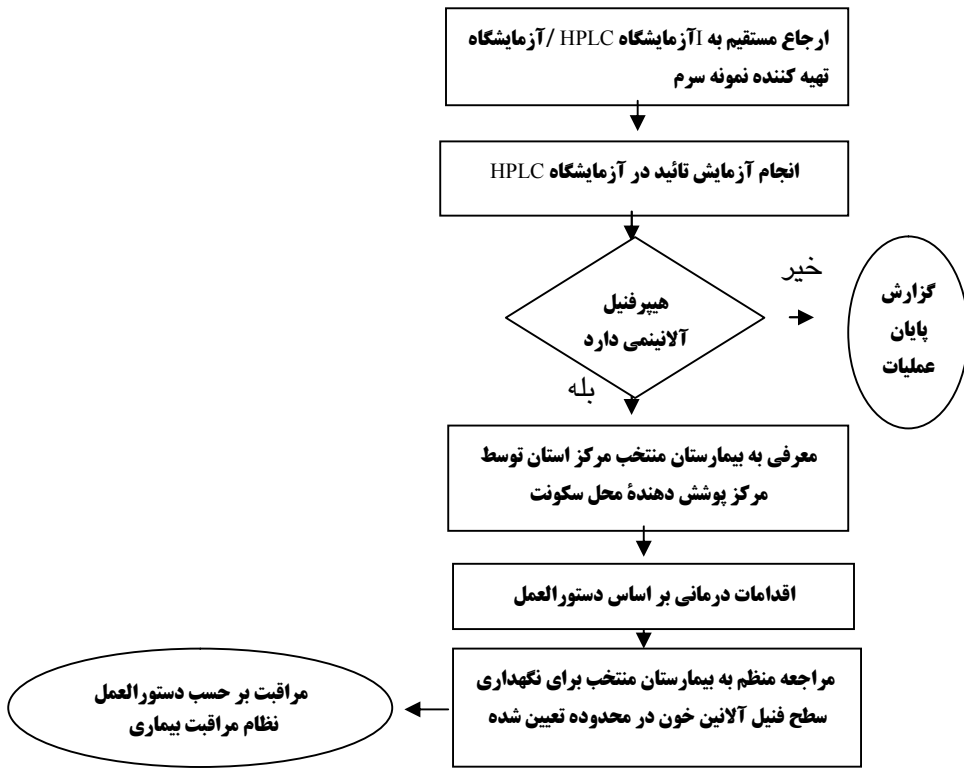 ارجاع مستقیم به Iآزمایشگاه HPLC /آزمایشگاه
تهیه کننده نمونه سرم
انجام آزمایش تائید در آزمایشگاه HPLC
هیپرفنیل
آلانینمی دارد
خیر
گزارش
پایان
عملیات
بله
معرفی به بیمارستان منتخب مرکز استان توسط
مرکز پوشش دهندهٔ محل سکونت
اقدامات درمانی بر اساس دستورالعمل
مراجعه منظم به بیمارستان منتخب برای نگهداری
سطح فنیل آلانین خون در محدوده تعیین شده
مراقبت بر حسب دستورالعمل
نظام مراقبت بیماری